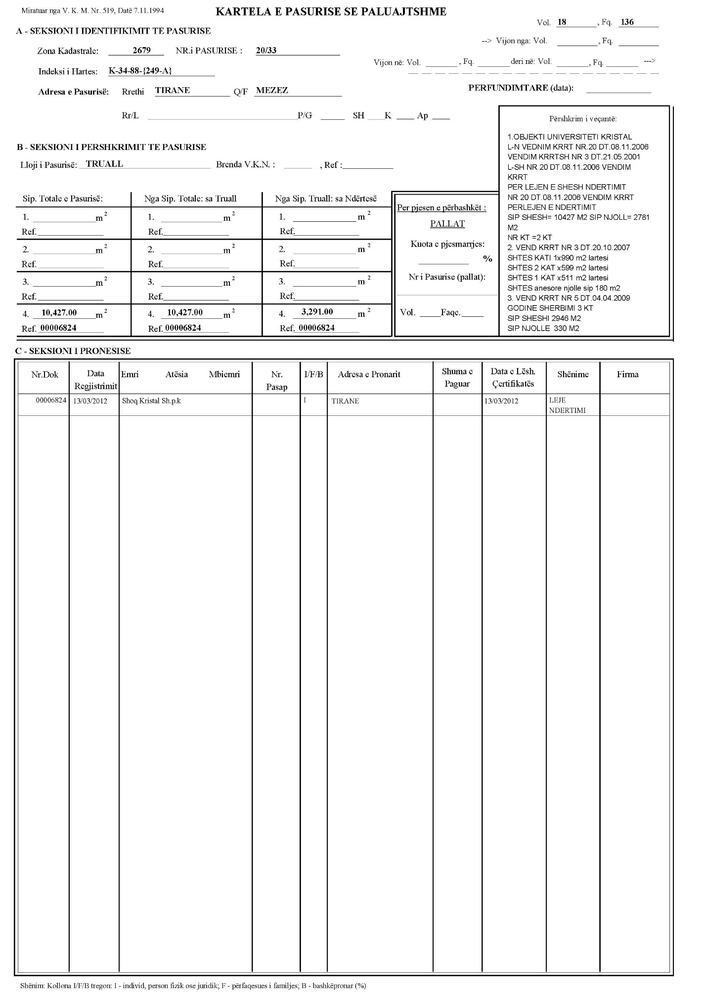 Miratuar nga V. K. M. Nr. 519, Datë 7.11.1994
KARTELA E PASURISE SE PALUAJTSHME
Vol. 18 , Fq. 136
A - SEKSIONI I IDENTIFIKIMIT TE PASURISE
--> Vijon nga: Vol. , Fq.
Zona Kadastrale: 2679 NR.i PASURISE : 20/33
Vijon në: Vol. , Fq. deri në: Vol. , Fq. --->
Indeksi i Hartes: K-34-88-{249-A}
PERFUNDIMTARE (data):
Adresa e Pasurisë: Rrethi TIRANE Q/F MEZEZ
Rr/L P/G SH K Ap
B - SEKSIONI I PERSHKRIMIT TE PASURISE
Lloji i Pasurisë: TRUALL Brenda V.K.N. : , Ref :
Sip. Totale e Pasurisë: Nga Sip. Totale: sa Truall Nga Sip. Truall: sa Ndërtesë
1. m 2 1. m 2 1. m 2
Ref. Ref. Ref.
2. m 2 2. m 2 2. m 2
Ref. Ref. Ref.
3. m 2 3. m 2 3. m 2
Ref. Ref. Ref.
4. 10,427.00 m 2 4. 10,427.00 m 2 4. 3,291.00 m 2
Ref. 00006824 Ref. 00006824 Ref. 00006824
Per pjesen e përbashkët :
PALLAT
Kuota e pjesmarrjes:
%
Nr i Pasurise (pallat):
Vol. Faqe.
Përshkrim i veçantë:
1.OBJEKTI UNIVERSITETI KRISTAL
L-N VEDNIM KRRT NR.20 DT.08.11.2006
VENDIM KRRTSH NR 3 DT.21.05.2001
L-SH NR 20 DT.08.11.2006 VENDIM
KRRT
PER LEJEN E SHESH NDERTIMIT
NR 20 DT.08.11.2006 VENDIM KRRT
PERLEJEN E NDERTIMIT
SIP SHESH= 10427 M2 SIP NJOLL= 2781
M2
NR KT =2 KT
2. VEND KRRT NR 3 DT.20.10.2007
SHTES KATI 1x990 m2 lartesi
SHTES 2 KAT x599 m2 lartesi
SHTES 1 KAT x511 m2 lartesi
SHTES anesore njolle sip 180 m2
3. VEND KRRT NR 5 DT.04.04.2009
GODINE SHERBIMI 3 KT
SIP SHESHI 2946 M2
SIP NJOLLE 330 M2
C - SEKSIONI I PRONESISE
Nr.Dok Data Regjistrimit Emri Atësia Mbiemri Nr. Pasap I/F/B Adresa e Pronarit Shuma e Paguar Data e Lësh. Çertifikatës Shënime Firma
00006824 13/03/2012 Shoq Kristal Sh.p.k I TIRANE 13/03/2012 LEJE
NDERTIMI
Shënim: Kollona I/F/B tregon: I - individ, person fizik ose juridik; F - përfaqesues i familjes; B - bashkëpronar (%)